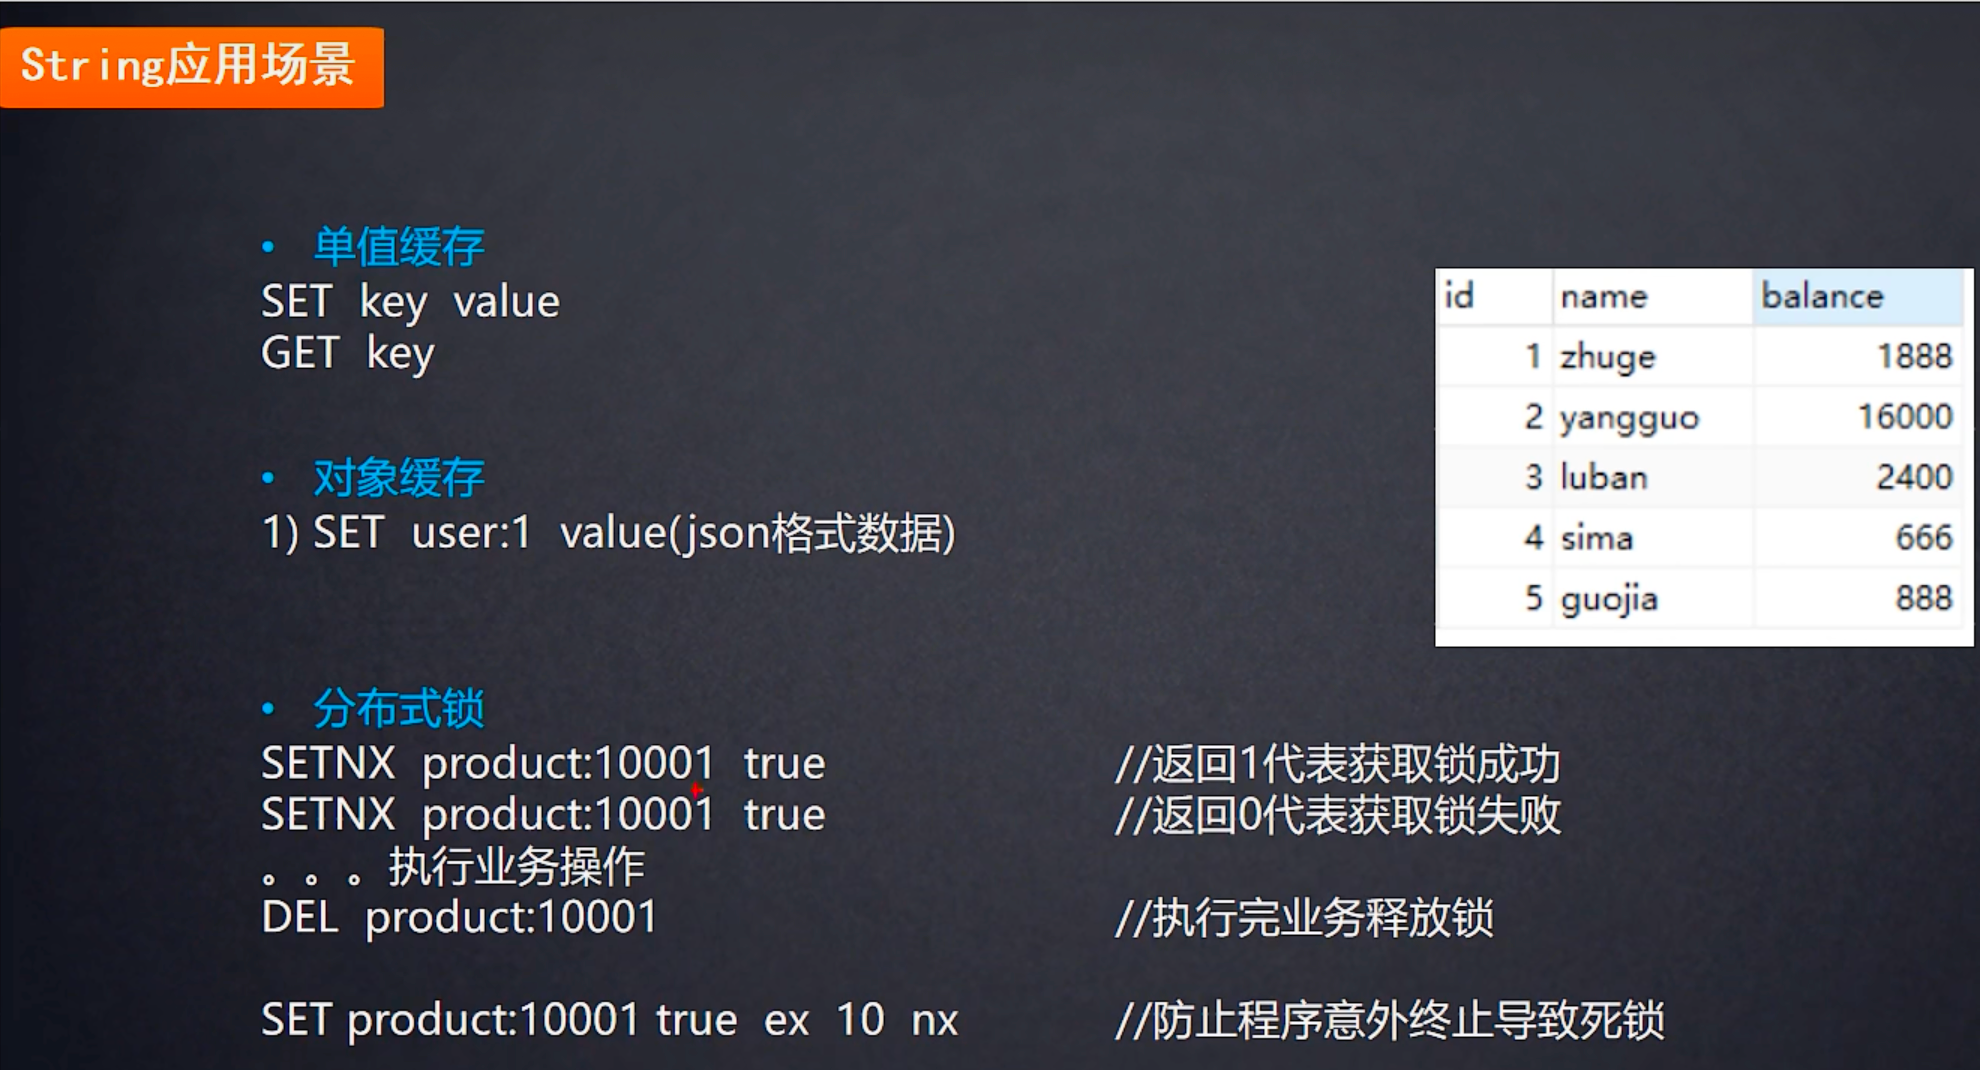 String应用场景
• 单值缓存
SET key value
GET key
• 对象缓存
1) SET user:1 value(json格式数据)
id name balance
1 zhuge 1888
2 yangguo 16000
3 luban 2400
4 sima 666
5 guojia 888
• 分布式锁
SETNX product:10001 true //返回1代表获取锁成功
SETNX product:10001 true //返回0代表获取锁失败
。。。执行业务操作
DEL product:10001 //执行完业务释放锁
SET product:10001 true ex 10 nx //防止程序意外终止导致死锁